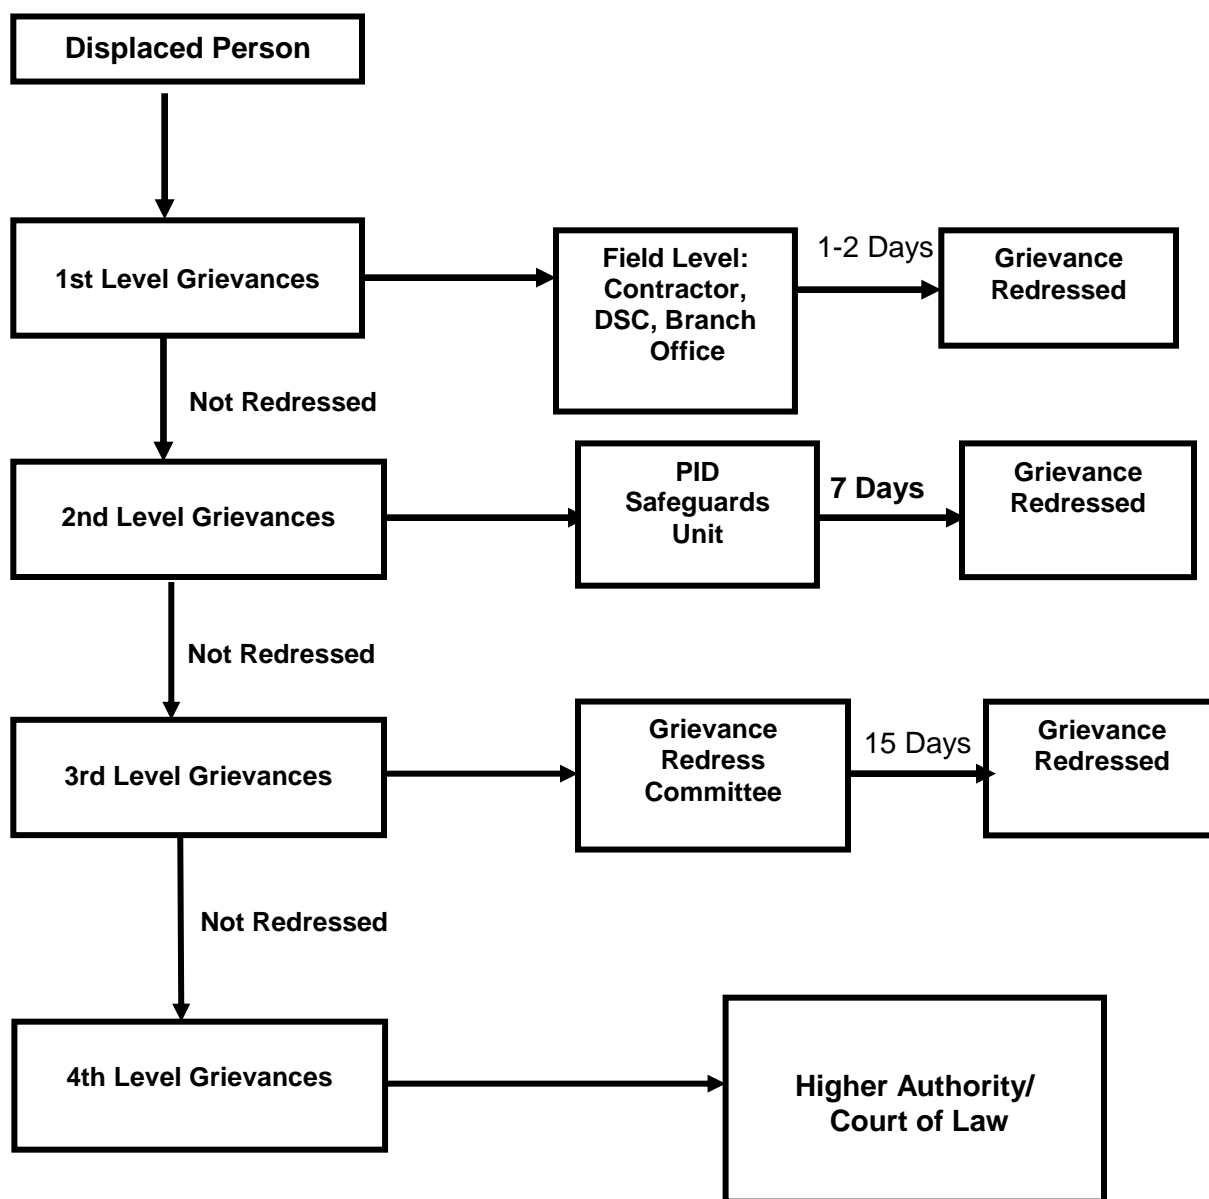 Displaced Person
1st Level Grievances
Field Level:
Contractor,
DSC, Branch
Office
1-2 Days
Grievance
Redressed
Not Redressed
2nd Level Grievances
PID
Safeguards
Unit
7 Days
Grievance
Redressed
Not Redressed
3rd Level Grievances
Grievance
Redress
Committee
15 Days
Grievance
Redressed
Not Redressed
4th Level Grievances
Higher Authority/
Court of Law